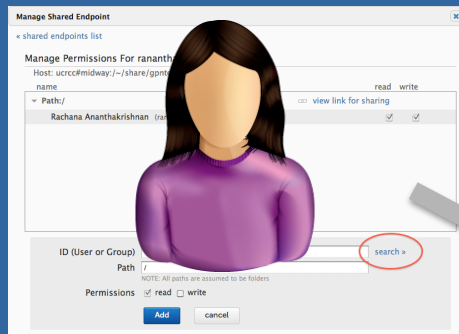 Manage Shared Endpoint
« shared endpoints list
Manage Permissions For rananth
Host: ucrcc#midway:/~/share/gpnt
name read write
Path:/ view link for sharing
Rachana Ananthakrishnan (ran
ID (User or Group) search »
Path /
NOTE: All paths are assumed to be folders
Permissions read write
Add cancel